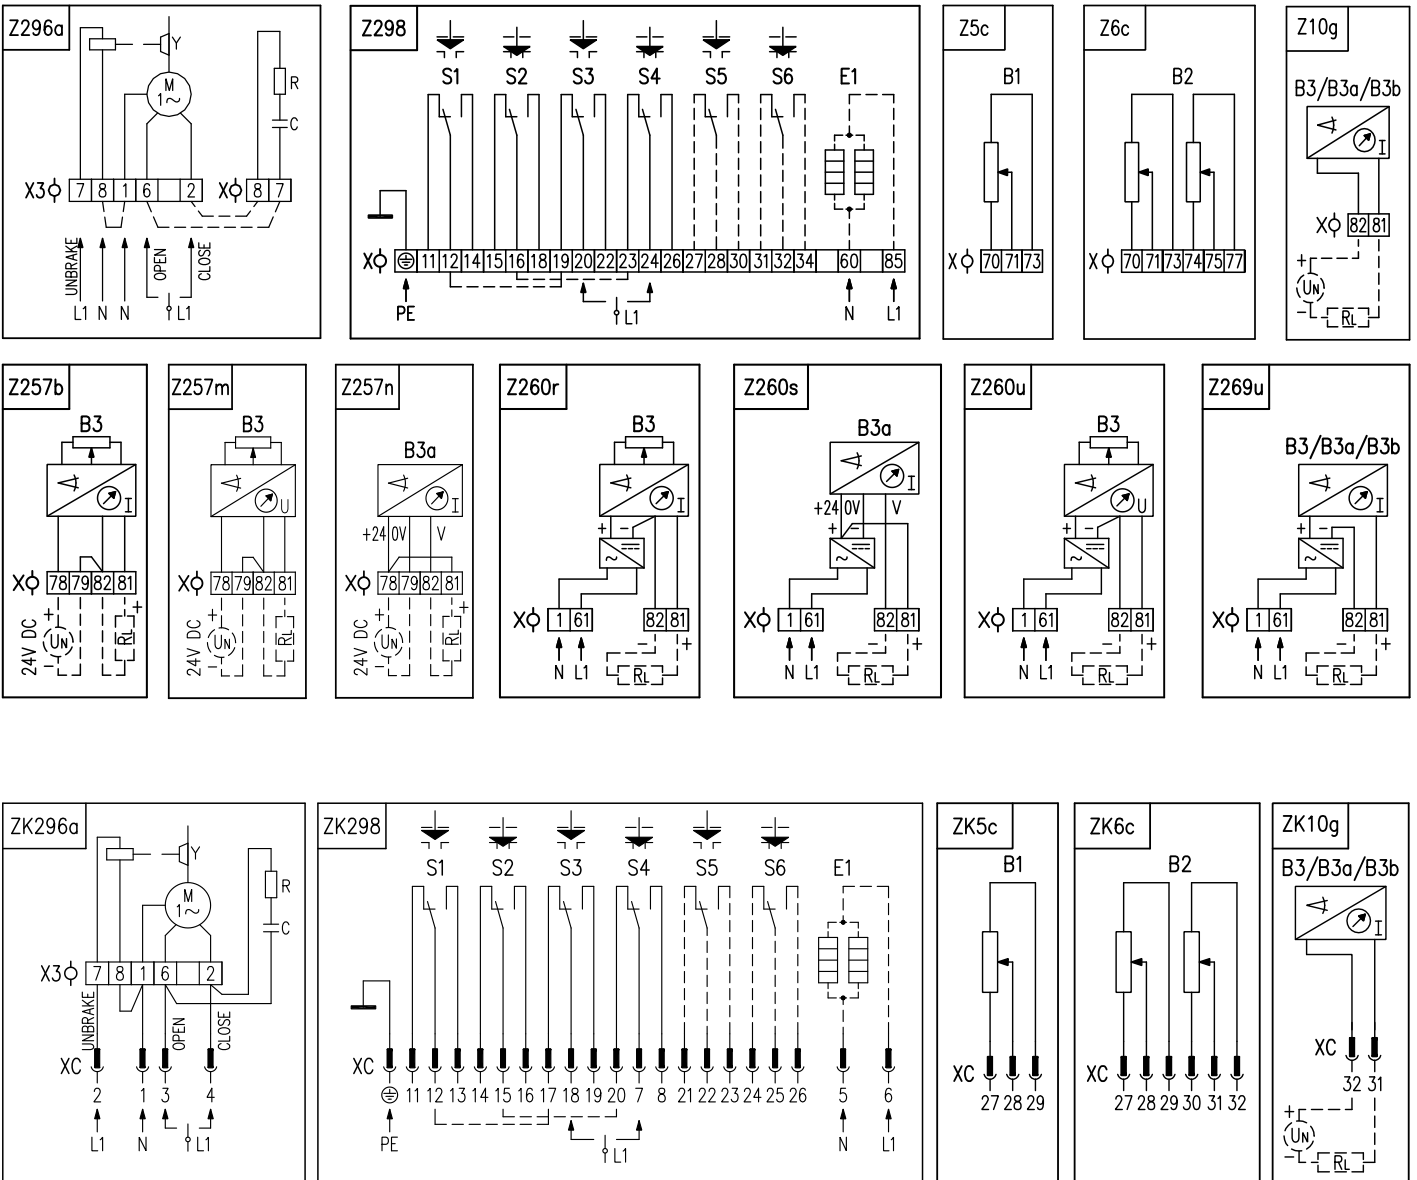 Z296a
Y
M
1~
R
C
X3 7 8 1 6 2 X 8 7
UNBRAKE OPEN CLOSE
L1 N N L1
Z298
S1 S2 S3 S4 S5 S6 E1
X 11 12 14 15 16 18 19 20 22 23 24 26 27 28 30 31 32 34 60 85
PE L1 N L1
Z5c
B1
X 70 71 73
Z6c
B2
X 70 71 73 74 75 77
Z10g
B3/B3a/B3b
I
X 82 81
+
UN
-
RL
Z257b
B3
I
X 78 79 82 81
24V DC + UN - RL +
Z257m
B3
U
X 78 79 82 81
24V DC + UN - RL
Z257n
B3a
I
+24 0V V
X 78 79 82 81
24V DC + UN - RL +
Z260r
B3
I
+ -
~
X 1 61 82 81
- +
N L1 RL
Z260s
B3a
I
+24 0V V
+ -
~
X 1 61 82 81
- +
N L1 RL
Z260u
B3
U
+ -
~
X 1 61 82 81
- +
N L1 RL
Z269u
B3/B3a/B3b
I
+ -
~
X 1 61 82 81
- +
N L1 RL
ZK296a
Y
M
1~
R
C
X3 7 8 1 6 2
UNBRAKE OPEN CLOSE
XC
2 1 3 4
L1 N L1
ZK298
S1 S2 S3 S4 S5 S6 E1
XC
11 12 13 14 15 16 17 18 19 20 7 8 21 22 23 24 25 26 5 6
PE L1 N L1
ZK5c
B1
XC
27 28 29
ZK6c
B2
XC
27 28 29 30 31 32
ZK10g
B3/B3a/B3b
I
XC
32 31
+
UN
-
RL